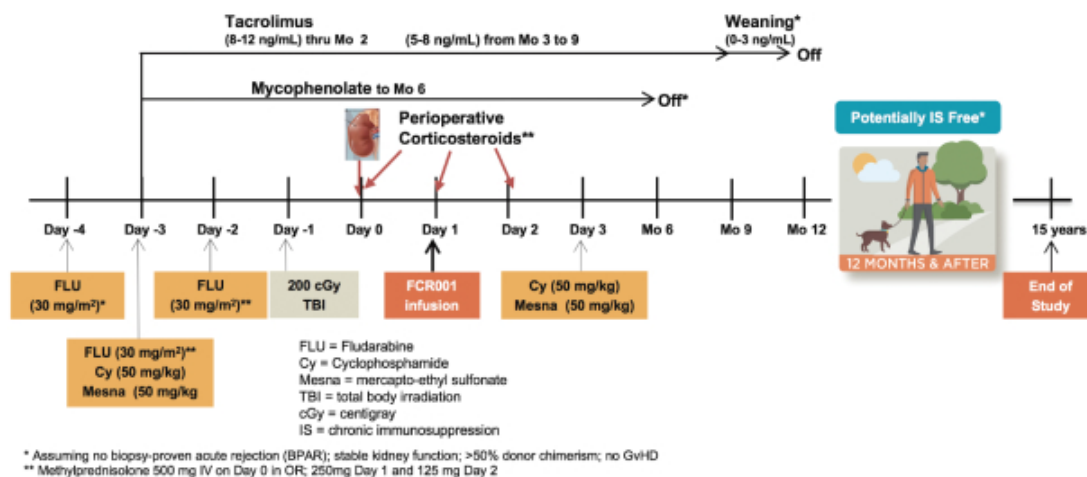 Tacrolimus
(8-12 ng/mL) thru Mo 2
(5-8 ng/mL) from Mo 3 to 9
Weaning*
(0-3 ng/mL)
Off
Mycophenolate to Mo 6
Off*
Perioperative
Corticosteroids**
Potentially IS Free*
Day -4
Day -3
Day -2
Day -1
Day 0
Day 1
Day 2
Day 3
Mo 6
Mo 9
Mo 12
12 MONTHS & AFTER
15 years
FLU
(30 mg/m²)*
FLU
(30 mg/m²)**
200 cGy
TBI
FCR001
infusion
Cy (50 mg/kg)
Mesna (50 mg/kg)
End of
Study
FLU (30 mg/m²)**
Cy (50 mg/kg)
Mesna (50 mg/kg
FLU = Fludarabine
Cy = Cyclophosphamide
Mesna = mercapto-ethyl sulfonate
TBI = total body irradiation
cGy = centigray
IS = chronic immunosuppression
* Assuming no biopsy-proven acute rejection (BPAR); stable kidney function; >50% donor chimerism; no GvHD
** Methylprednisolone 500 mg IV on Day 0 in OR; 250mg Day 1 and 125 mg Day 2